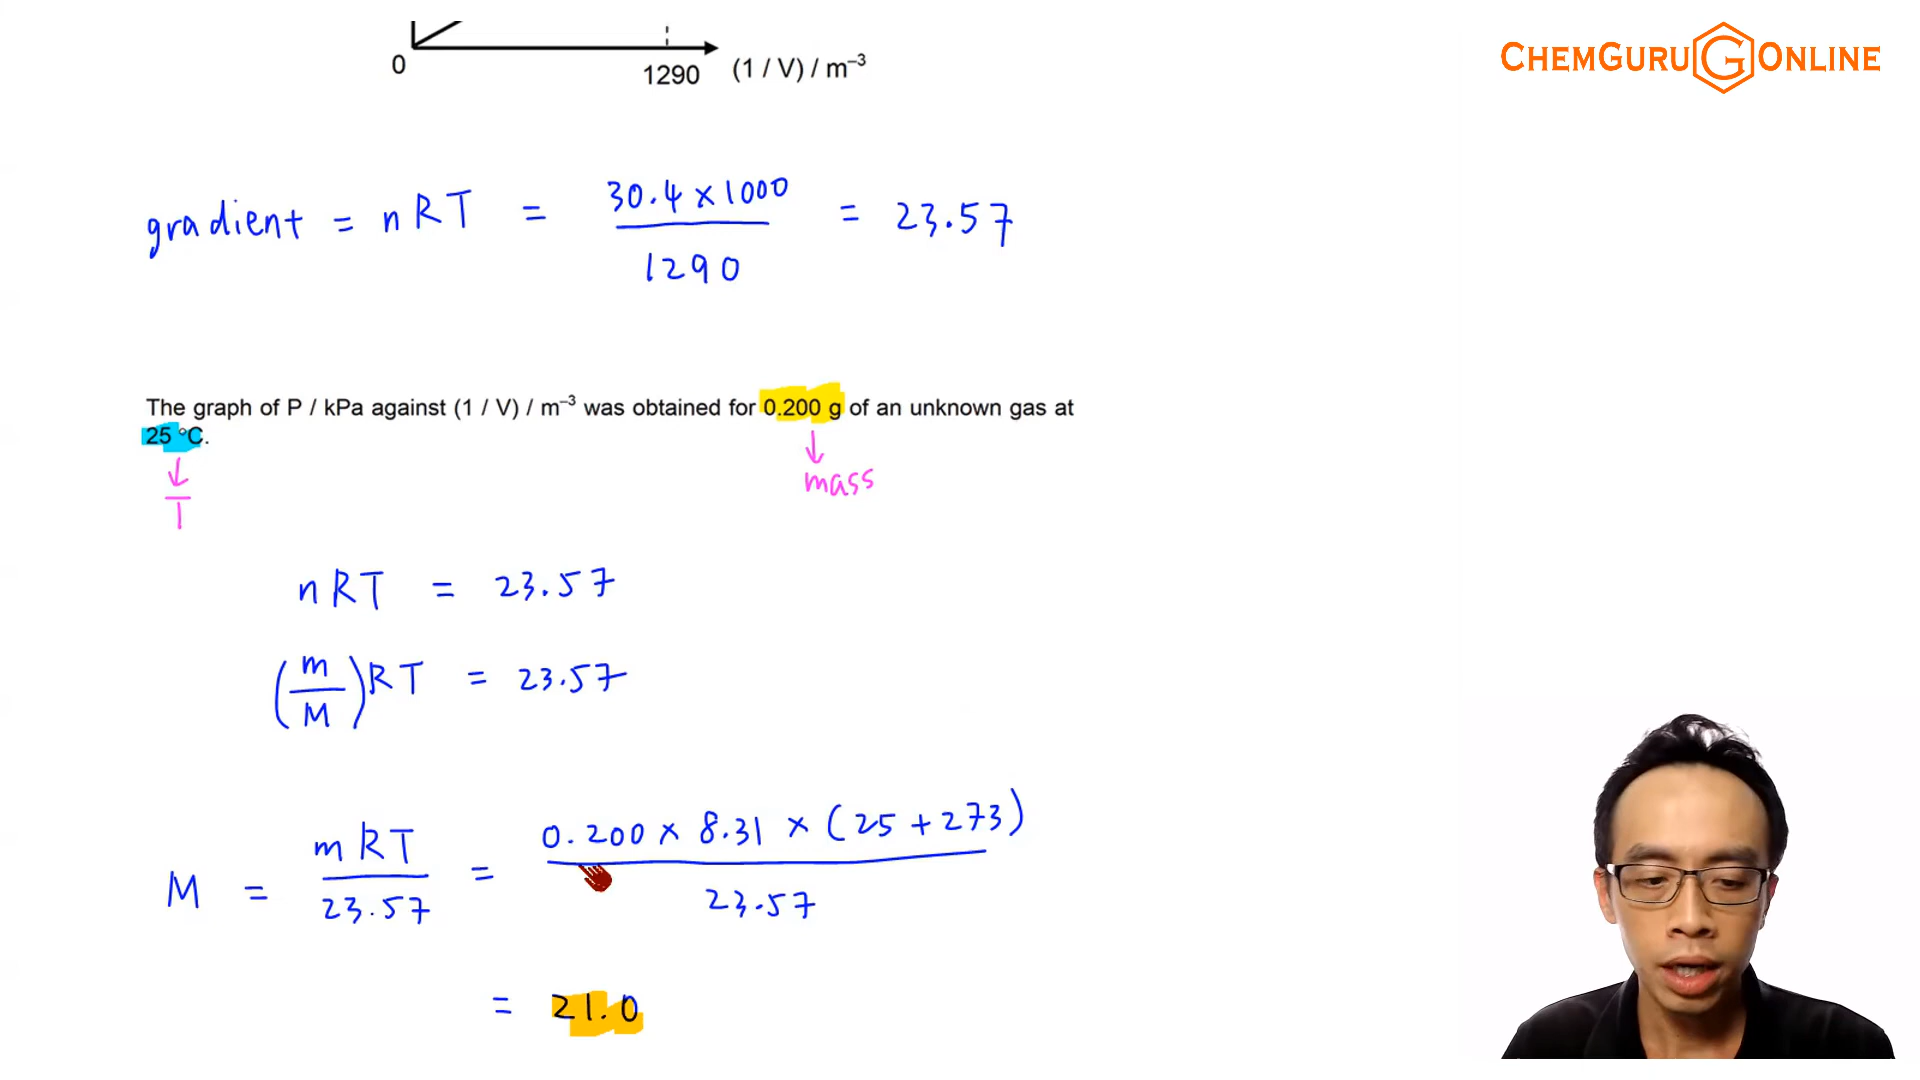 CHEMGURU G ONLINE
0
1290
(1 / V) / m⁻³
gradient = nRT = 30.4 × 1000 / 1290 = 23.57
The graph of P / kPa against (1 / V) / m⁻³ was obtained for 0.200 g of an unknown gas at
25 °C.
↓ T
↓ mass
nRT = 23.57
(m/M)RT = 23.57
M = mRT / 23.57 = 0.200 × 8.31 × (25 + 273) / 23.57
= 21.0